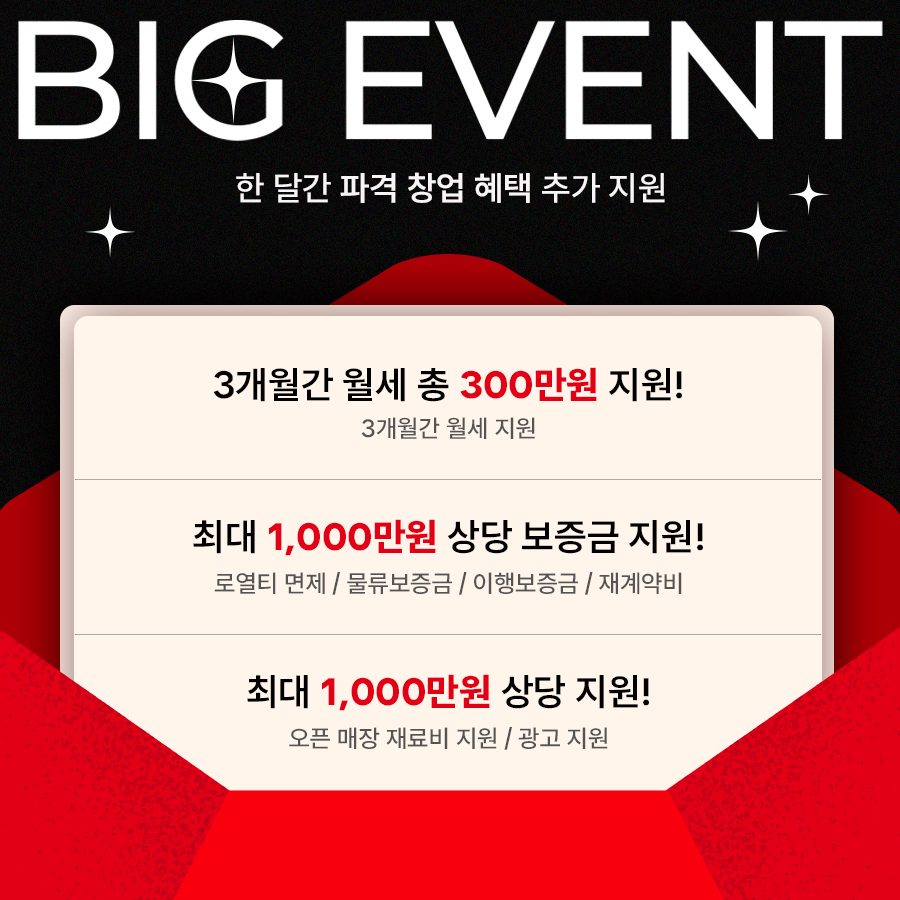 BIG EVENT
한 달간 파격 창업 혜택 추가 지원
3개월간 월세 총 300만원 지원!
3개월간 월세 지원
최대 1,000만원 상당 보증금 지원!
로열티 면제 / 물류보증금 / 이행보증금 / 재계약비
최대 1,000만원 상당 지원!
오픈 매장 재료비 지원 / 광고 지원